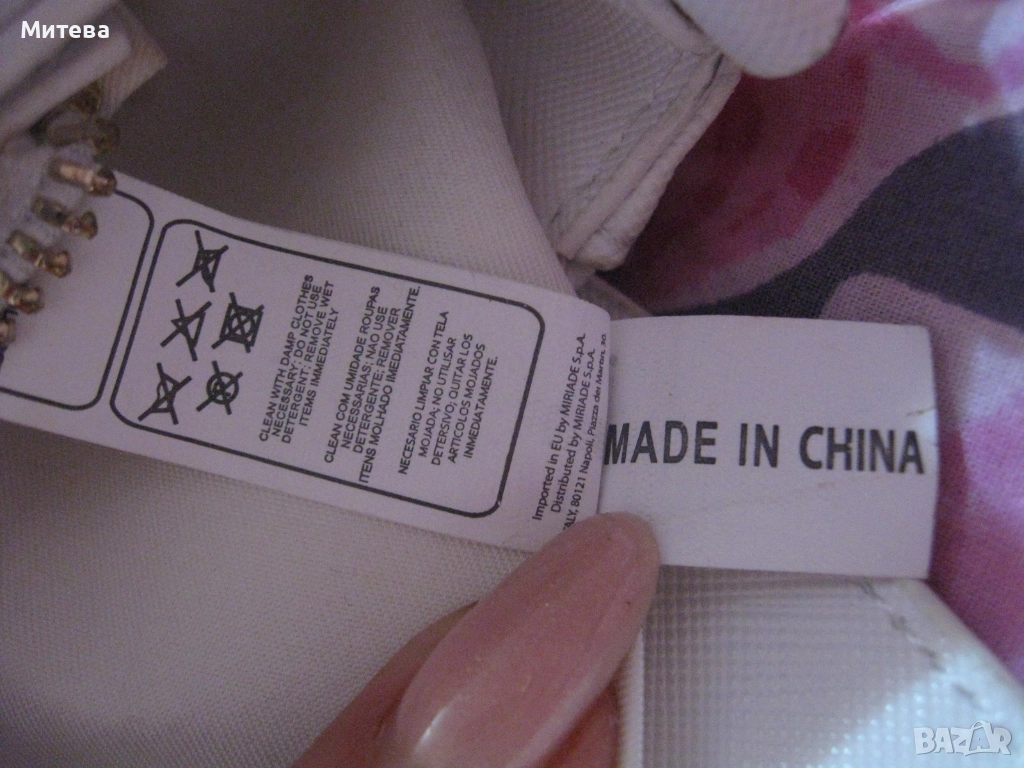 Митева
CLEAN WITH DAMP CLOTHES
NECESSARY; DO NOT USE
DETERGENT; REMOVE WET
ITENS IMMEDIATELY
CLEAN COM UMIDADE ROUPAS
NECESSARIAS; NAO USE
DETERGENTE; REMOVER
ITENS MOLHADO IMEDIATAMENTE.
NECESARIO LIMPIAR CON TELA
MOJADA; NO UTILISAR
DETERSIVO; QUITAR LOS
ARTICOLOS MOJADOS
INMEDIATAMENTE.
Imported in EU by MIRIADE S.p.A.
Distributed by MIRIADE S.p.A.
ITALY, 80121 Napoli, Piazza dei Martiri, 30
MADE IN CHINA
BAZAR